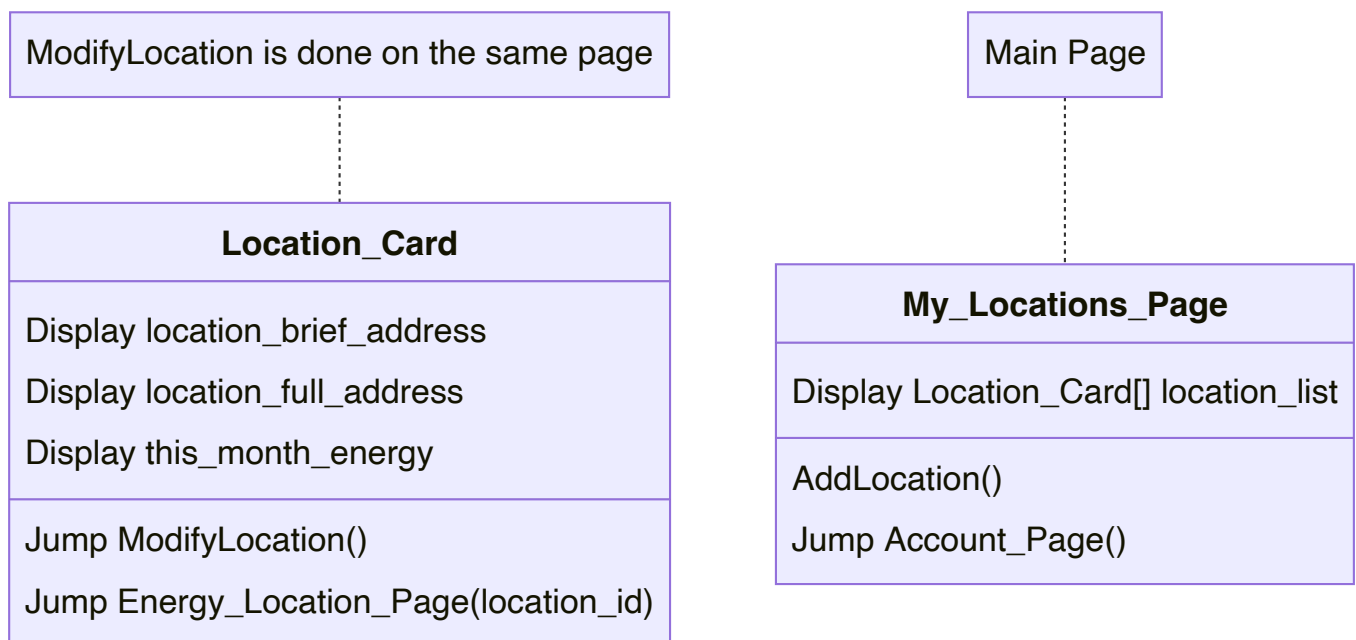 ModifyLocation is done on the same page
Main Page
Location_Card
Display location_brief_address
Display location_full_address
Display this_month_energy
Jump ModifyLocation()
Jump Energy_Location_Page(location_id)
My_Locations_Page
Display Location_Card[] location_list
AddLocation()
Jump Account_Page()